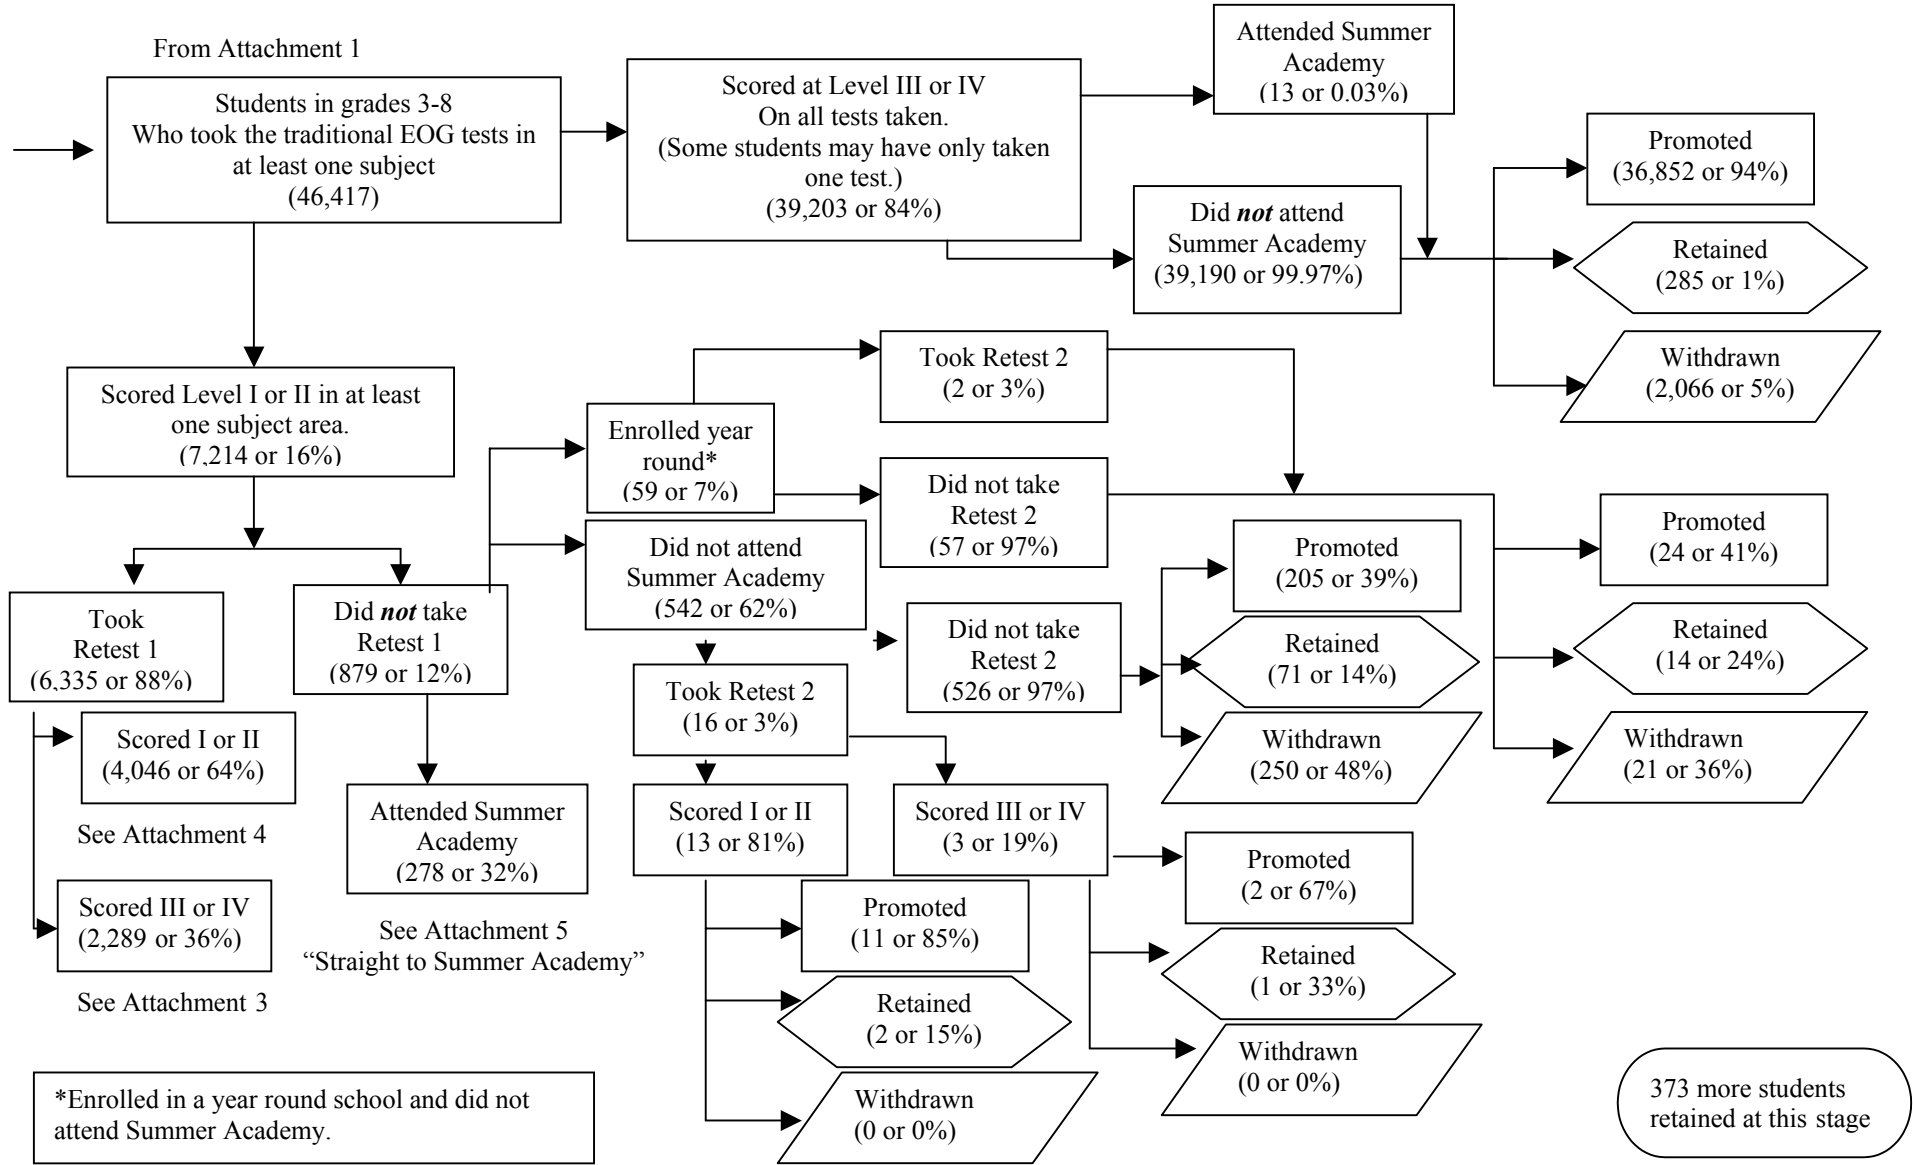 From Attachment 1
Students in grades 3-8
Who took the traditional EOG tests in
at least one subject
(46,417)
Scored at Level III or IV
On all tests taken.
(Some students may have only taken
one test.)
(39,203 or 84%)
Attended Summer
Academy
(13 or 0.03%)
Did not attend
Summer Academy
(39,190 or 99.97%)
Promoted
(36,852 or 94%)
Retained
(285 or 1%)
Withdrawn
(2,066 or 5%)
Scored Level I or II in at least
one subject area.
(7,214 or 16%)
Enrolled year
round*
(59 or 7%)
Took Retest 2
(2 or 3%)
Did not take
Retest 2
(57 or 97%)
Promoted
(24 or 41%)
Retained
(14 or 24%)
Withdrawn
(21 or 36%)
Did not attend
Summer Academy
(542 or 62%)
Did not take
Retest 2
(526 or 97%)
Promoted
(205 or 39%)
Retained
(71 or 14%)
Withdrawn
(250 or 48%)
Took
Retest 1
(6,335 or 88%)
Did not take
Retest 1
(879 or 12%)
Took Retest 2
(16 or 3%)
Scored I or II
(4,046 or 64%)
See Attachment 4
Scored III or IV
(2,289 or 36%)
See Attachment 3
Attended Summer
Academy
(278 or 32%)
See Attachment 5
“Straight to Summer Academy”
Scored I or II
(13 or 81%)
Scored III or IV
(3 or 19%)
Promoted
(11 or 85%)
Retained
(2 or 15%)
Withdrawn
(0 or 0%)
Promoted
(2 or 67%)
Retained
(1 or 33%)
Withdrawn
(0 or 0%)
*Enrolled in a year round school and did not
attend Summer Academy.
373 more students
retained at this stage